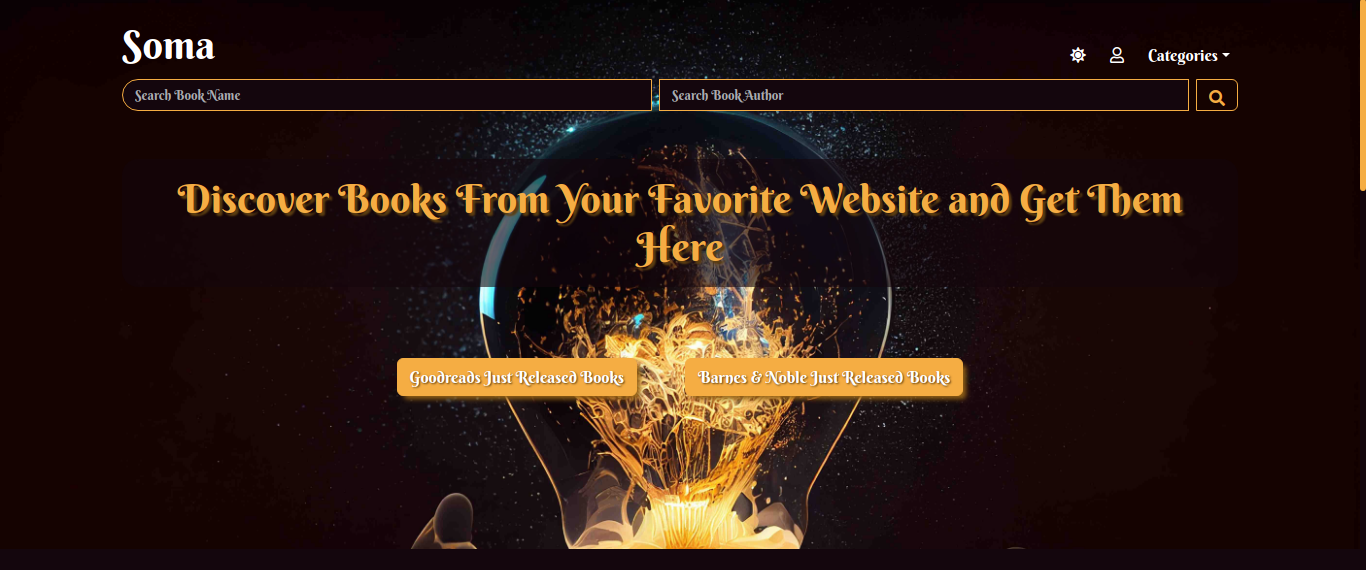 Soma
Categories
Search Book Name
Search Book Author
Discover Books From Your Favorite Website and Get Them
Here
Goodreads Just Released Books
Barnes & Noble Just Released Books